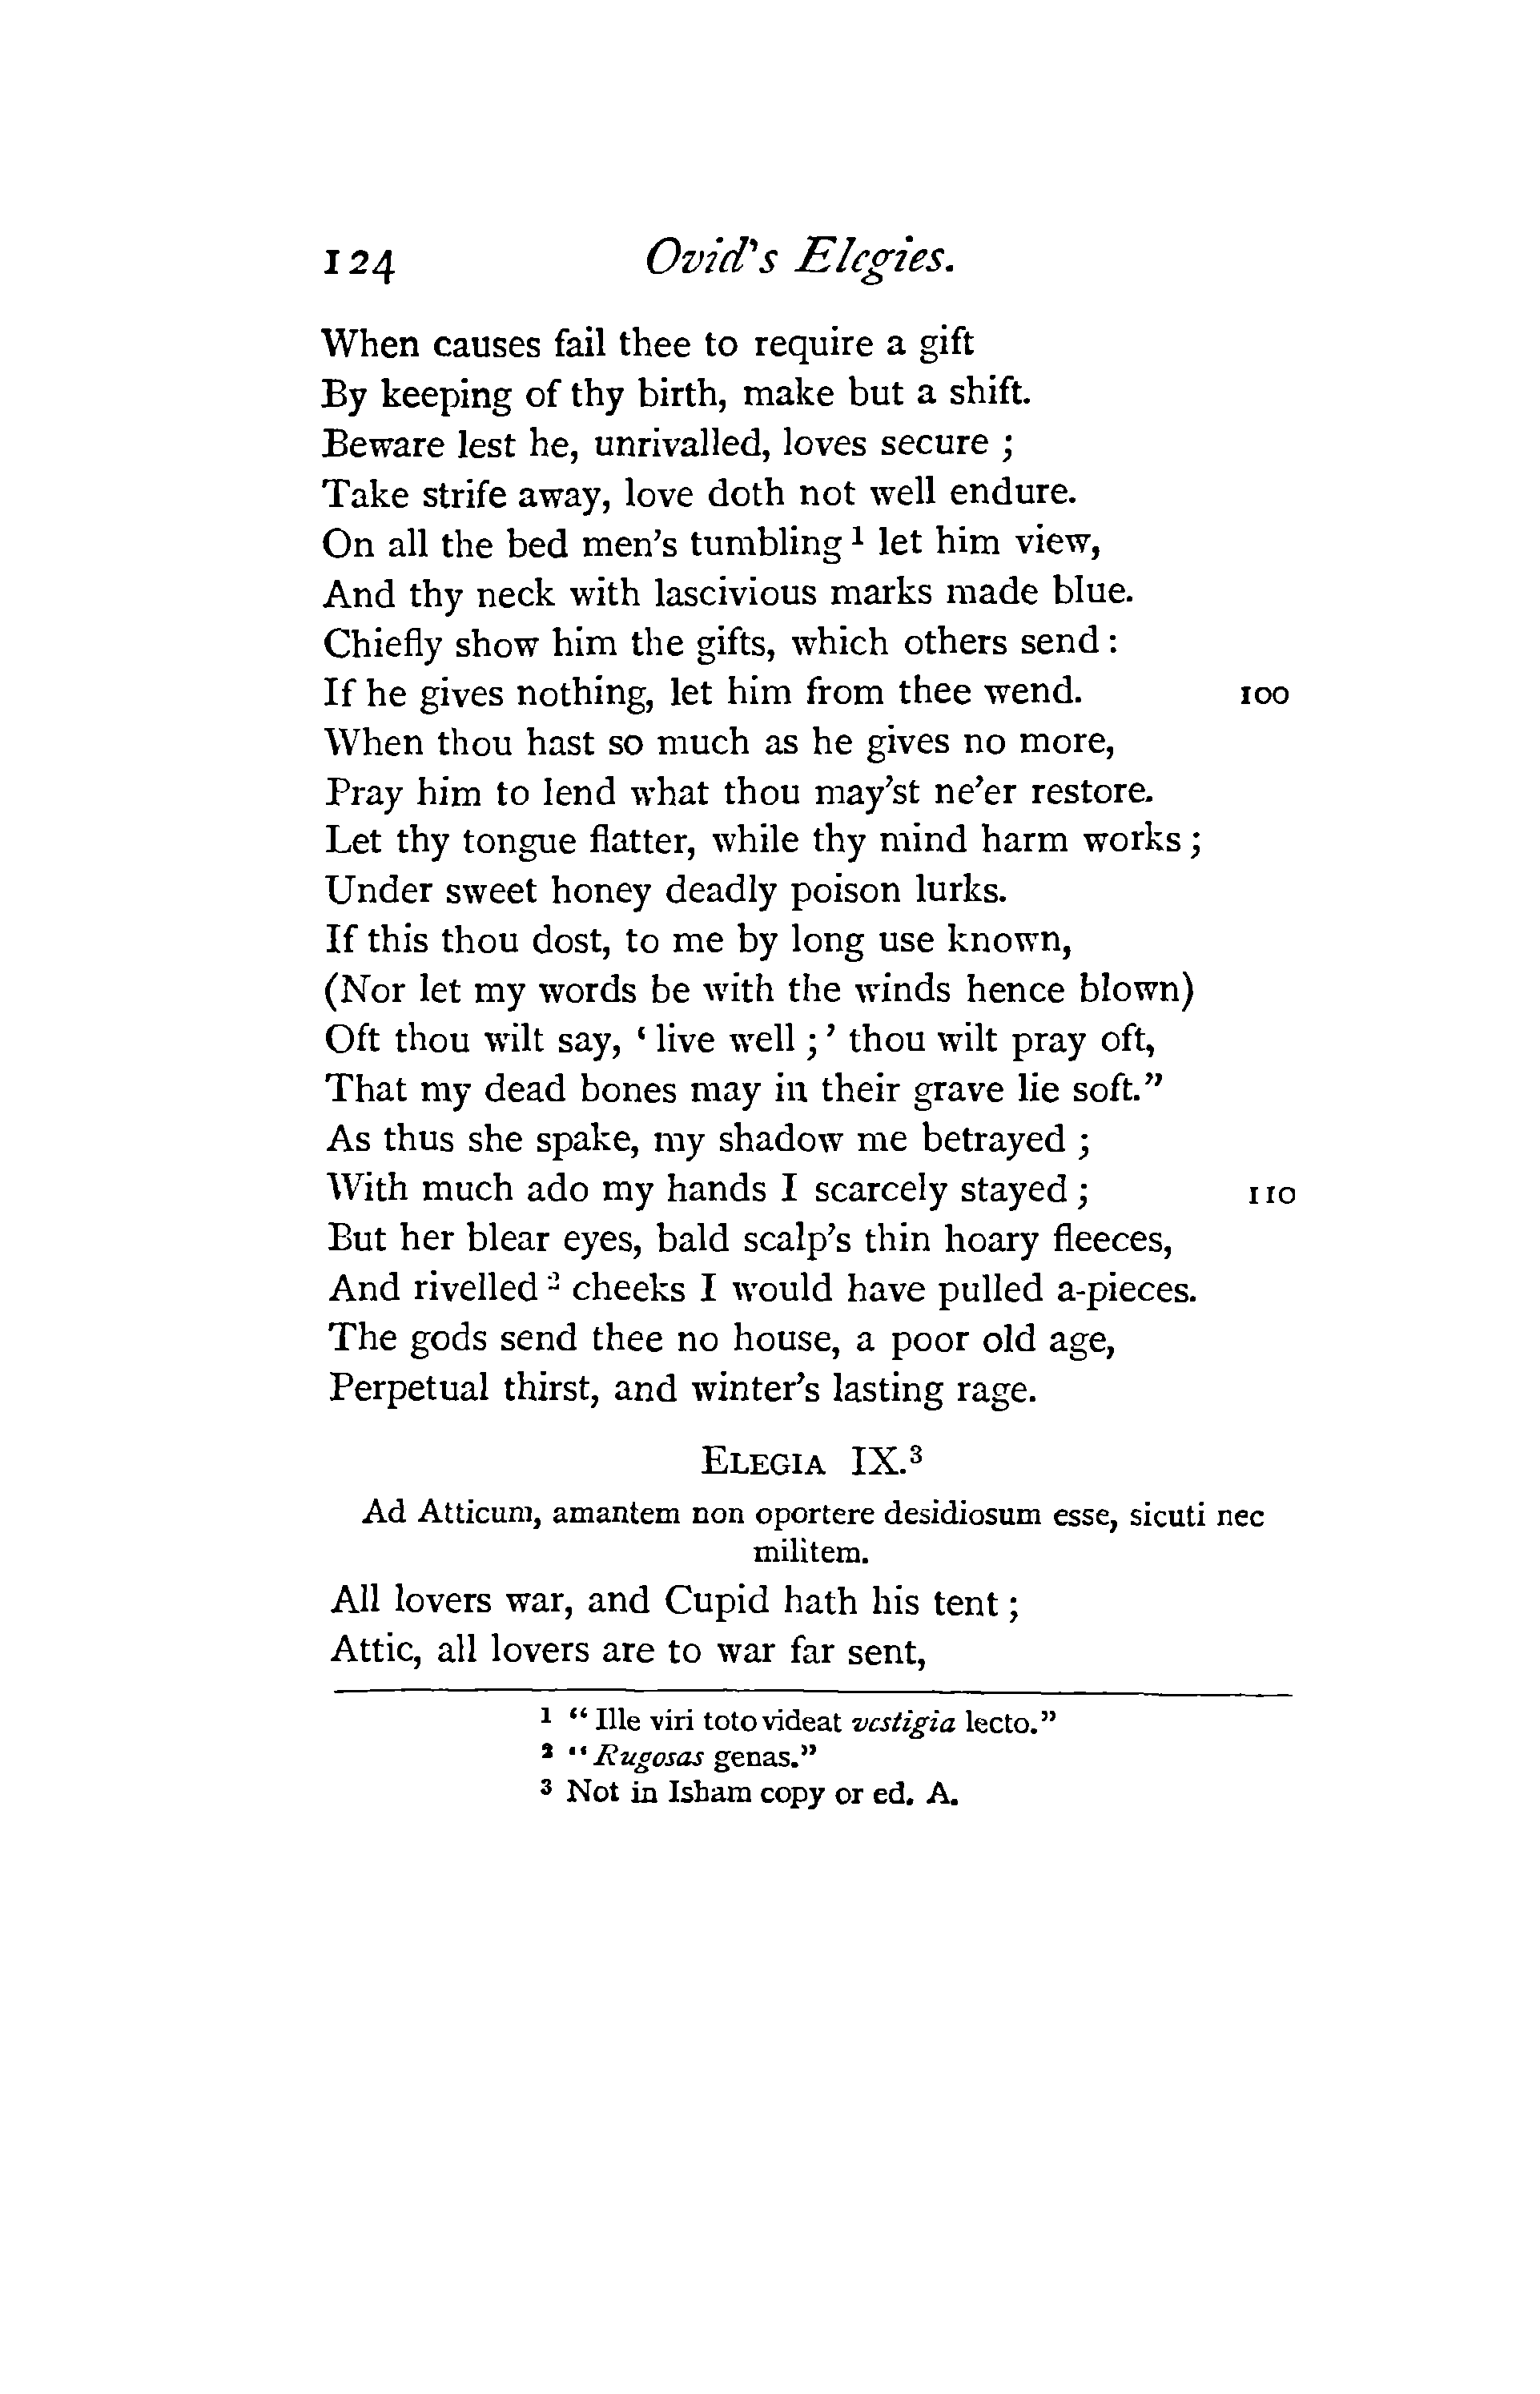 124 Ovid's Elegies.
When causes fail thee to require a gift
By keeping of thy birth, make but a shift.
Beware lest he, unrivalled, loves secure ;
Take strife away, love doth not well endure.
On all the bed men's tumbling ¹ let him view,
And thy neck with lascivious marks made blue.
Chiefly show him the gifts, which others send :
If he gives nothing, let him from thee wend. 100
When thou hast so much as he gives no more,
Pray him to lend what thou may'st ne'er restore.
Let thy tongue flatter, while thy mind harm works ;
Under sweet honey deadly poison lurks.
If this thou dost, to me by long use known,
(Nor let my words be with the winds hence blown)
Oft thou wilt say, ‘ live well ; ’ thou wilt pray oft,
That my dead bones may in their grave lie soft.”
As thus she spake, my shadow me betrayed ;
With much ado my hands I scarcely stayed ; 110
But her blear eyes, bald scalp's thin hoary fleeces,
And rivelled ² cheeks I would have pulled a-pieces.
The gods send thee no house, a poor old age,
Perpetual thirst, and winter's lasting rage.
ELEGIA IX.³
Ad Atticum, amantem non oportere desidiosum esse, sicuti nec
militem.
All lovers war, and Cupid hath his tent ;
Attic, all lovers are to war far sent,
¹ “ Ille viri toto videat vestigia lecto.”
² “ Rugosas genas.”
³ Not in Isham copy or ed. A.